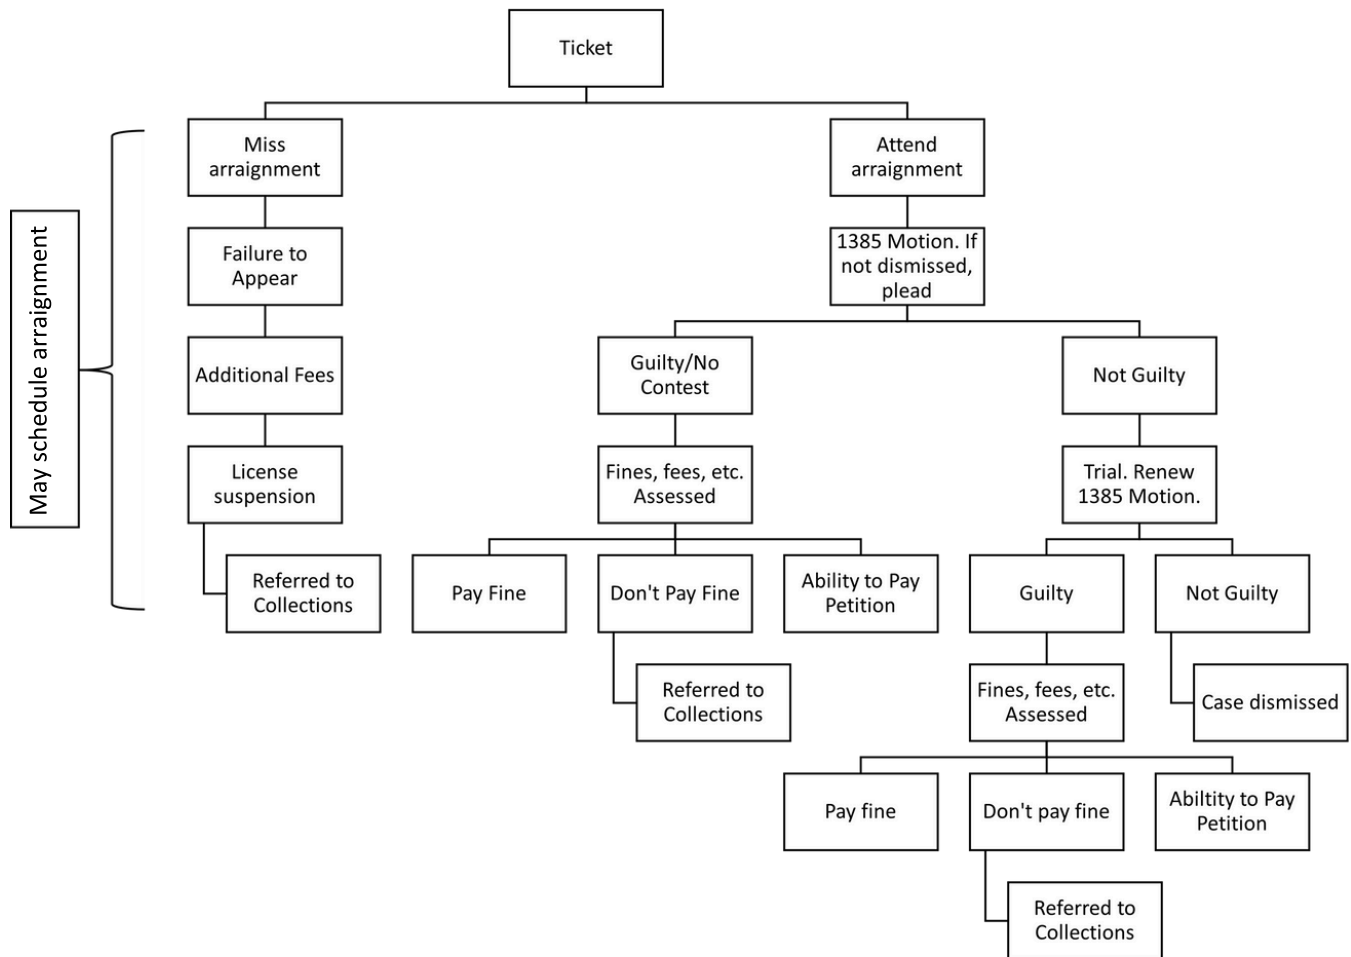 Ticket
Miss
arraignment
Attend
arraignment
May schedule arraignment
Failure to
Appear
1385 Motion. If
not dismissed,
plead
Additional Fees
Guilty/No
Contest
Not Guilty
License
suspension
Fines, fees, etc.
Assessed
Trial. Renew
1385 Motion.
Referred to
Collections
Pay Fine
Don't Pay Fine
Ability to Pay
Petition
Guilty
Not Guilty
Referred to
Collections
Fines, fees, etc.
Assessed
Case dismissed
Pay fine
Don't pay fine
Abiltity to Pay
Petition
Referred to
Collections